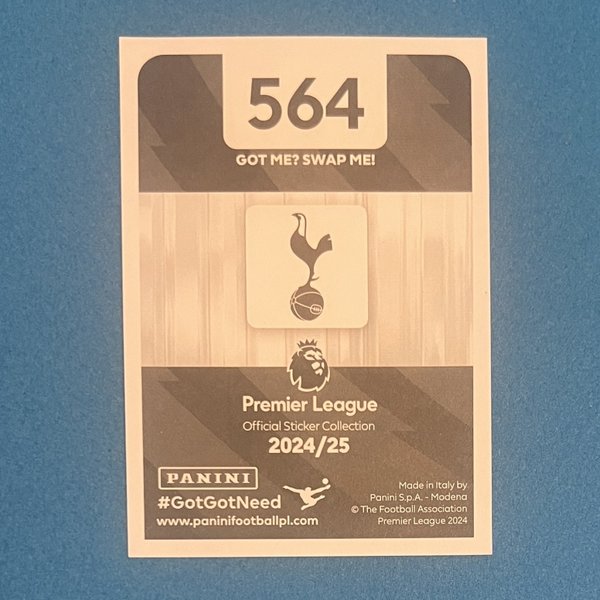 564
GOT ME? SWAP ME!
Premier League
Official Sticker Collection
2024/25
PANINI
#GotGotNeed
www.paninifootballpl.com
Made in Italy by
Panini S.p.A. - Modena
© The Football Association
Premier League 2024